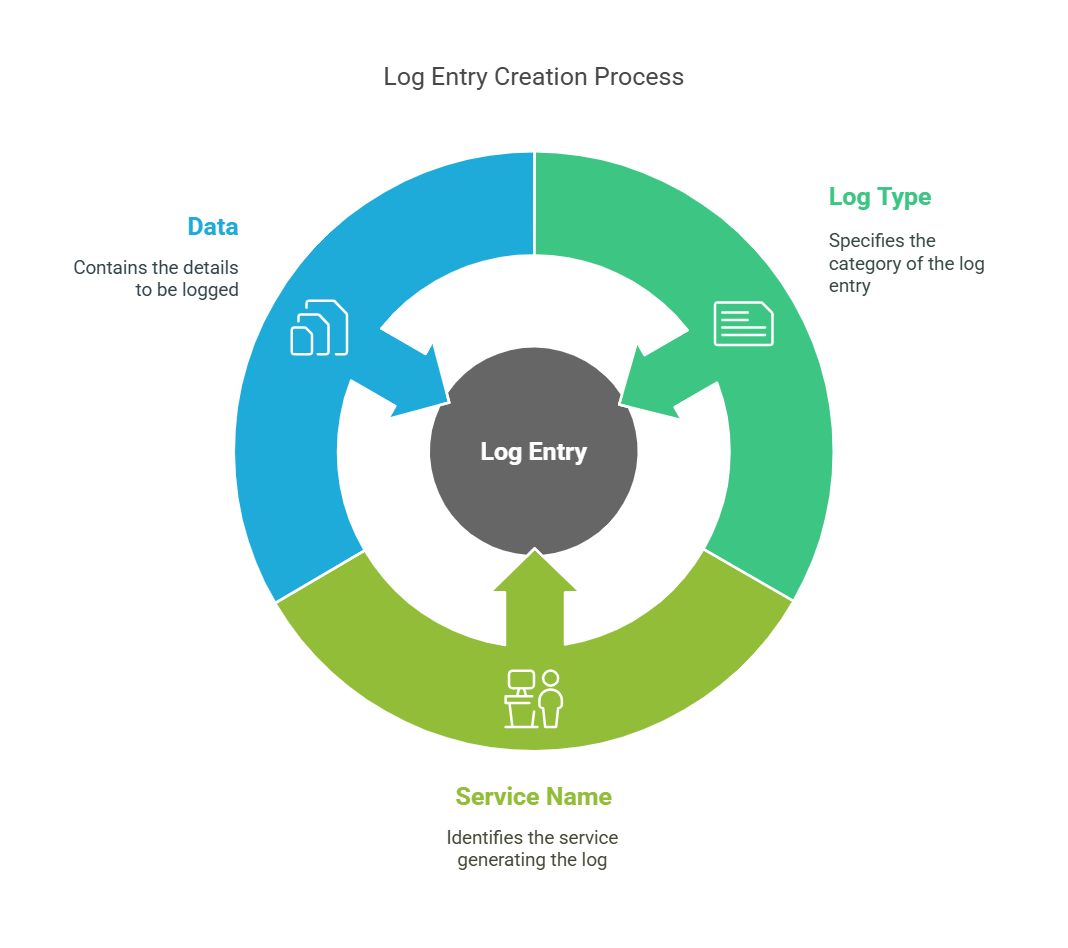 Log Entry Creation Process
Data
Contains the details
to be logged
Log Type
Specifies the
category of the log
entry
Log Entry
Service Name
Identifies the service
generating the log